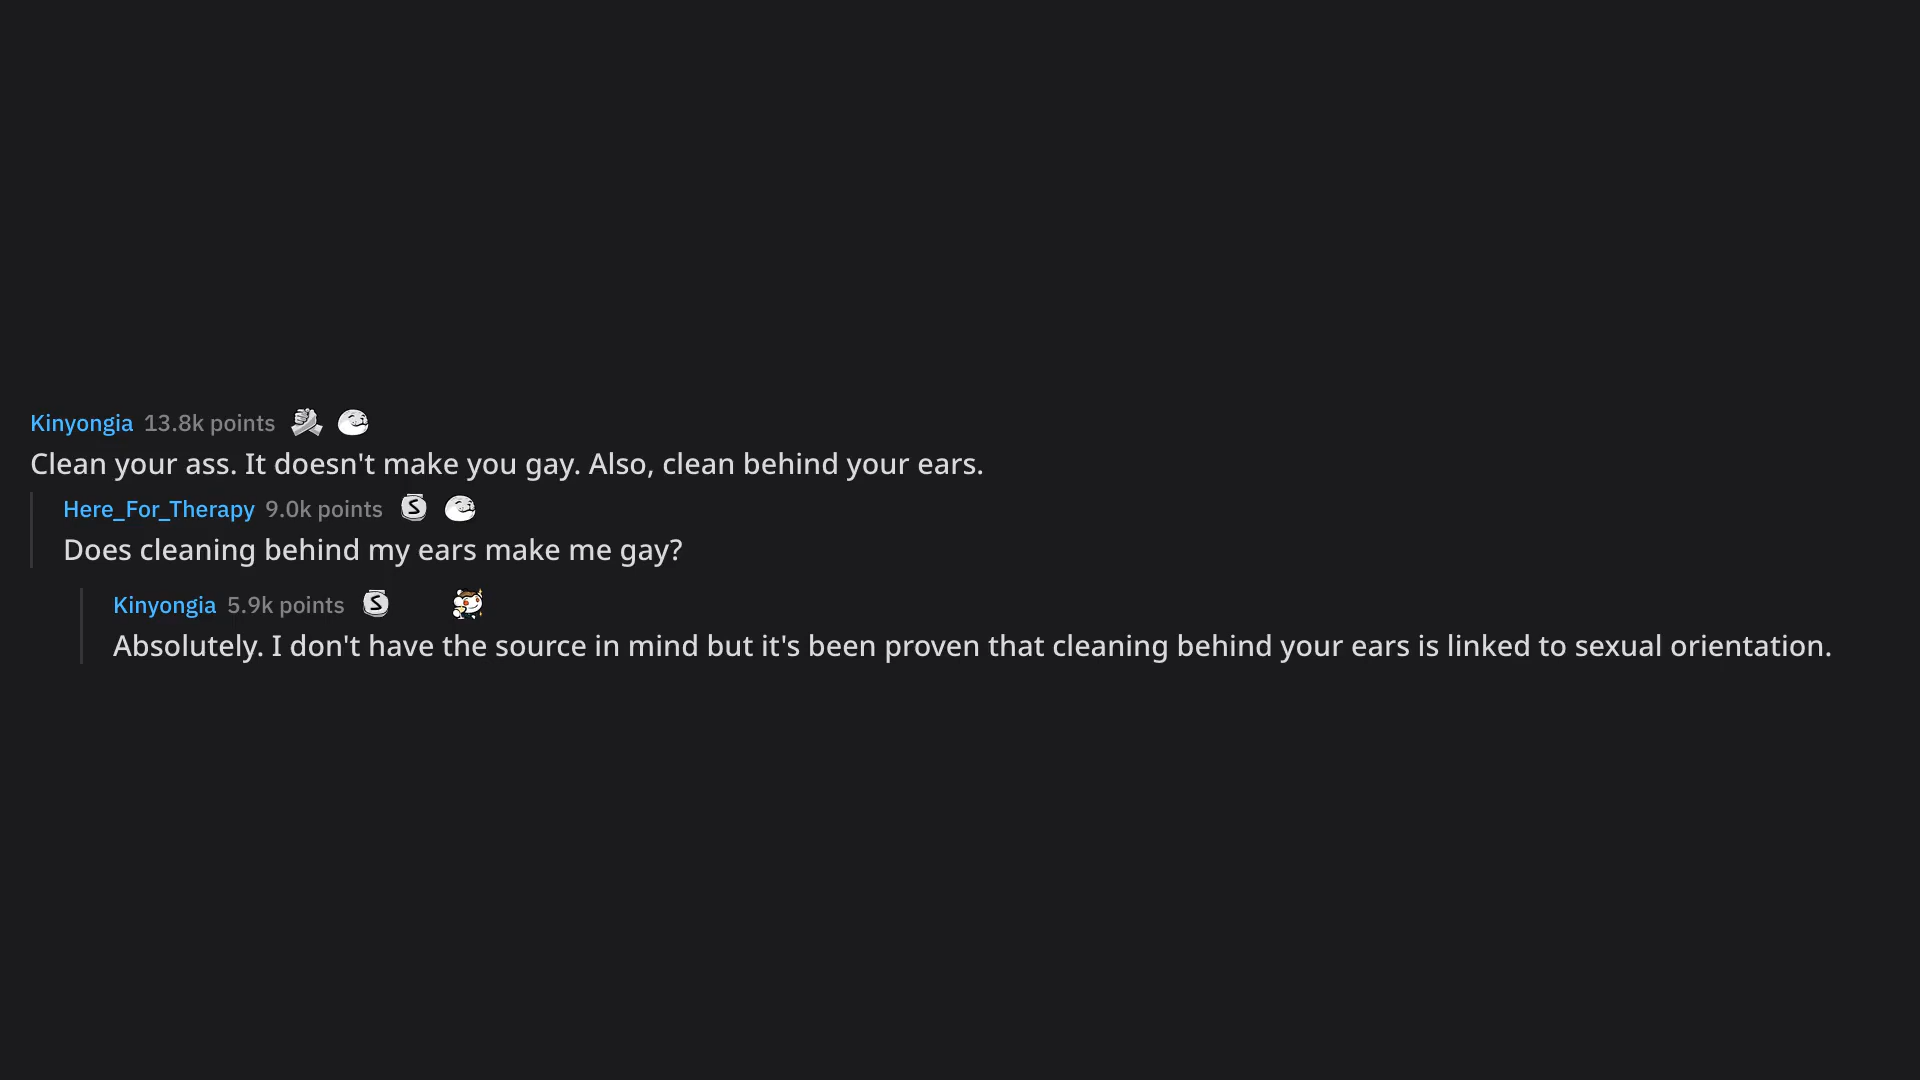 Kinyongia 13.8k points
Clean your ass. It doesn't make you gay. Also, clean behind your ears.
Here_For_Therapy 9.0k points S
Does cleaning behind my ears make me gay?
Kinyongia 5.9k points S
Absolutely. I don't have the source in mind but it's been proven that cleaning behind your ears is linked to sexual orientation.